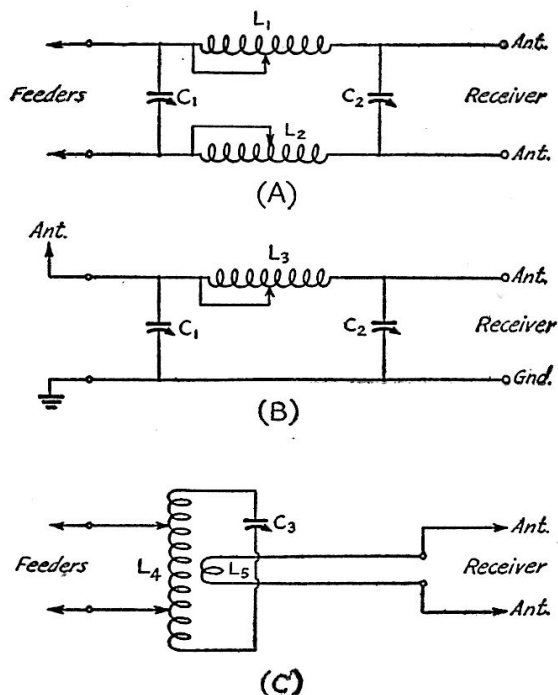 L1
Ant.
Feeders
C1
C2
Receiver
L2
Ant.
(A)
Ant.
L3
Ant.
C1
C2
Receiver
Gnd.
(B)
C3
Ant.
Feeders
L4
L5
Receiver
Ant.
(C)